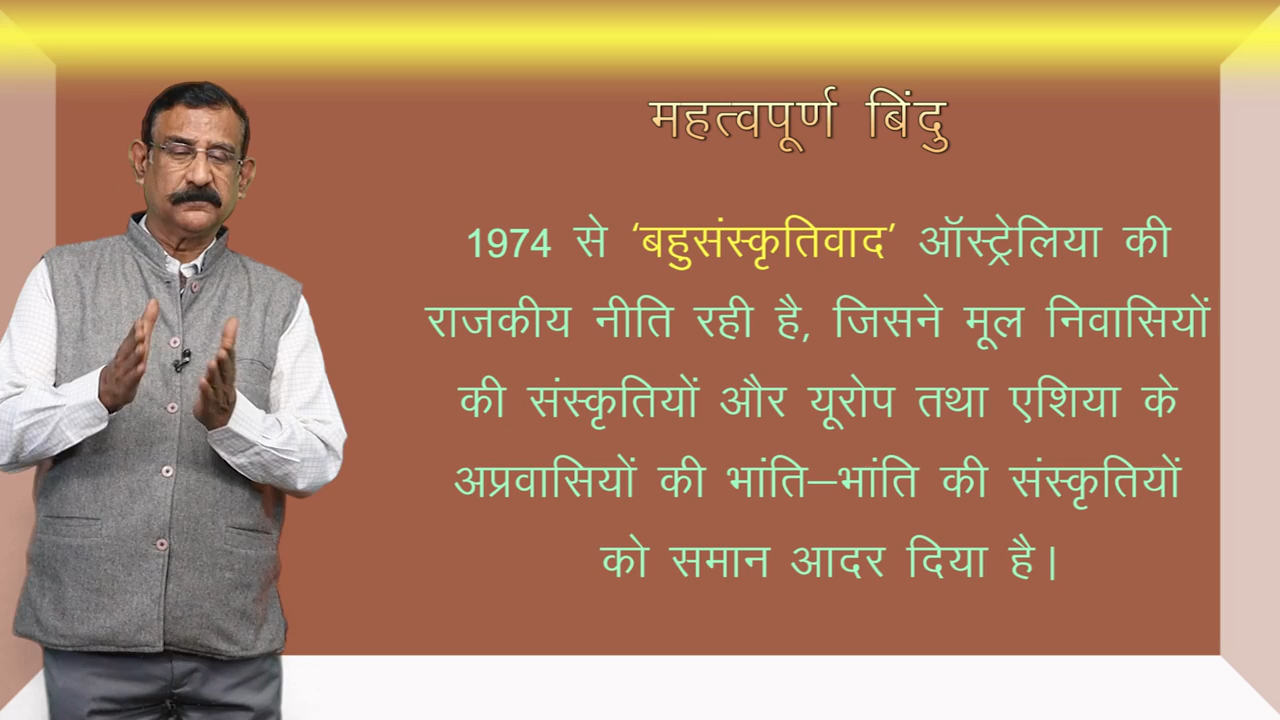 महत्वपूर्ण बिंदु
1974 से ‘बहुसंस्कृतिवाद’ ऑस्ट्रेलिया की
राजकीय नीति रही है, जिसने मूल निवासियों
की संस्कृतियों और यूरोप तथा एशिया के
अप्रवासियों की भांति–भांति की संस्कृतियों
को समान आदर दिया है।